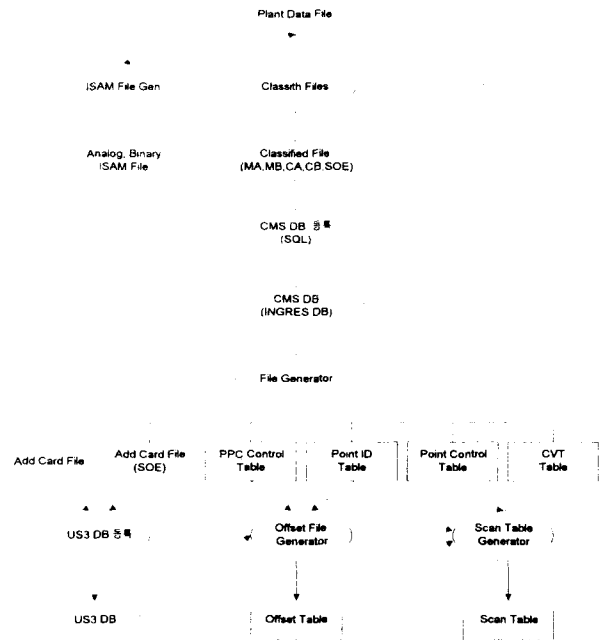 Plant Data File
ISAM File Gen
Classith Files
Analog, Binary
ISAM File
Classified File
(MA,MB,CA,CB,SOE)
CMS DB 등록
(SQL)
CMS DB
(INGRES DB)
File Generator
Add Card File
Add Card File
(SOE)
PPC Control
Table
Point ID
Table
Point Control
Table
CVT
Table
US3 DB 등록
Offset File
Generator
Scan Table
Generator
US3 DB
Offset Table
Scan Table